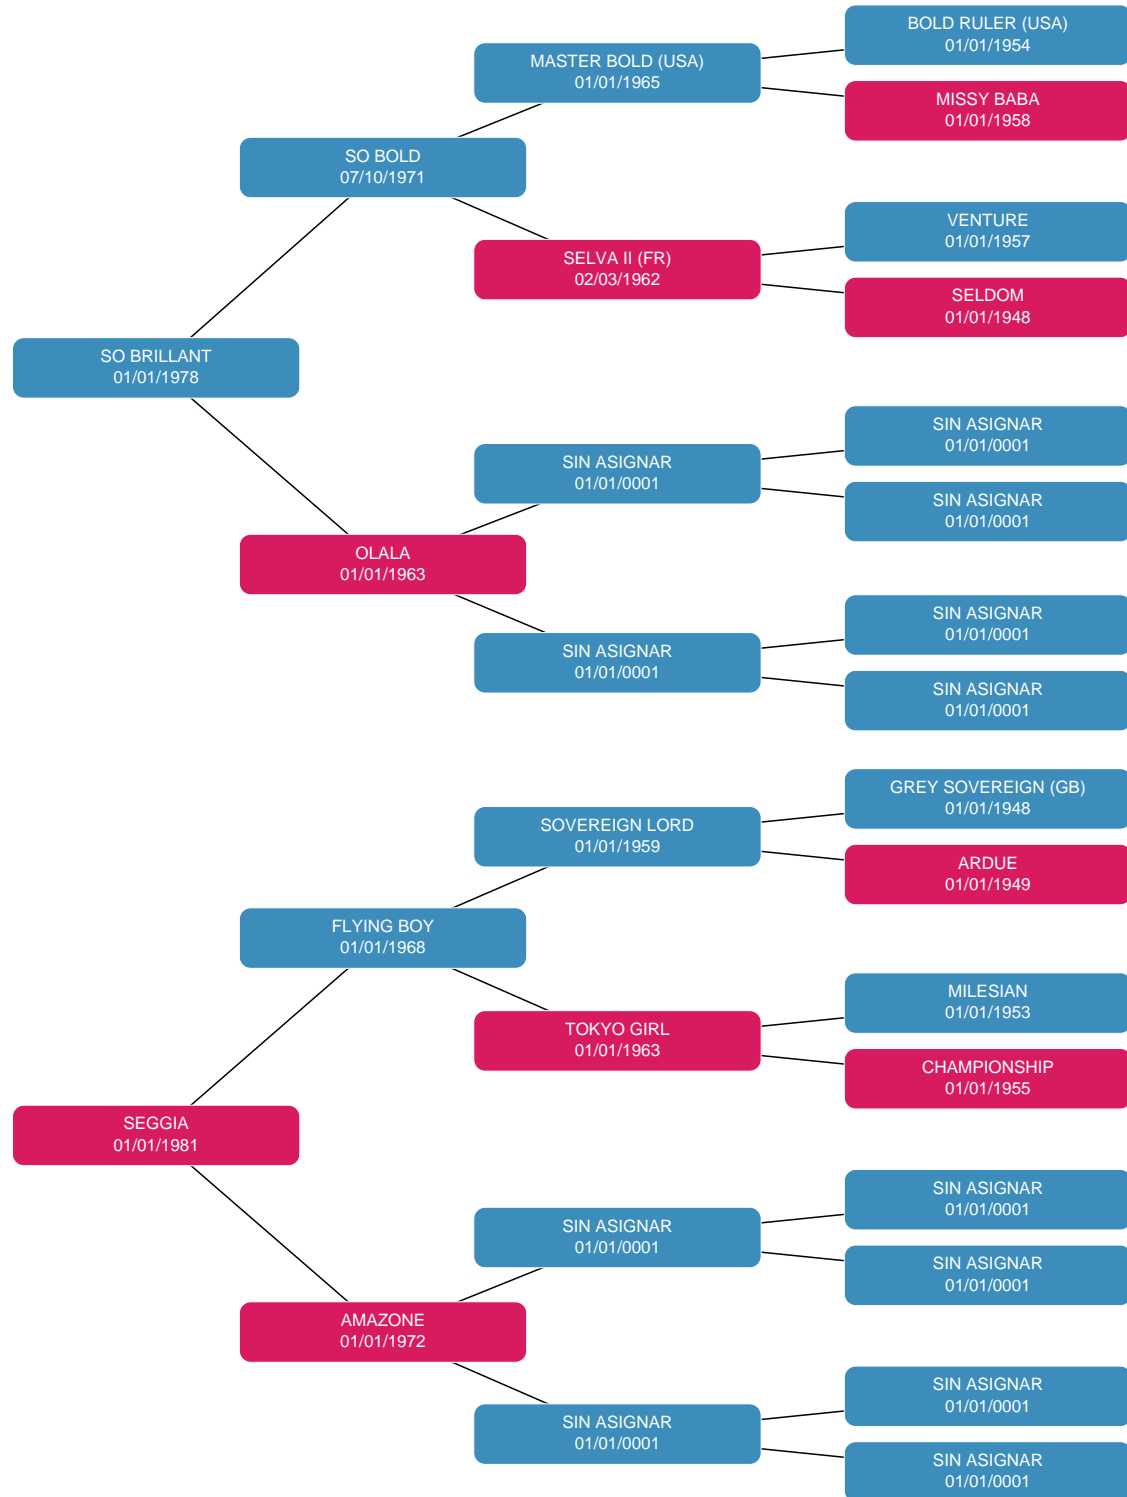 BOLD RULER (USA)
01/01/1954
MASTER BOLD (USA)
01/01/1965
MISSY BABA
01/01/1958
SO BOLD
07/10/1971
VENTURE
01/01/1957
SELVA II (FR)
02/03/1962
SELDOM
01/01/1948
SO BRILLANT
01/01/1978
SIN ASIGNAR
01/01/0001
SIN ASIGNAR
01/01/0001
SIN ASIGNAR
01/01/0001
OLALA
01/01/1963
SIN ASIGNAR
01/01/0001
SIN ASIGNAR
01/01/0001
SIN ASIGNAR
01/01/0001
GREY SOVEREIGN (GB)
01/01/1948
SOVEREIGN LORD
01/01/1959
ARDUE
01/01/1949
FLYING BOY
01/01/1968
MILESIAN
01/01/1953
TOKYO GIRL
01/01/1963
CHAMPIONSHIP
01/01/1955
SEGGIA
01/01/1981
SIN ASIGNAR
01/01/0001
SIN ASIGNAR
01/01/0001
SIN ASIGNAR
01/01/0001
AMAZONE
01/01/1972
SIN ASIGNAR
01/01/0001
SIN ASIGNAR
01/01/0001
SIN ASIGNAR
01/01/0001